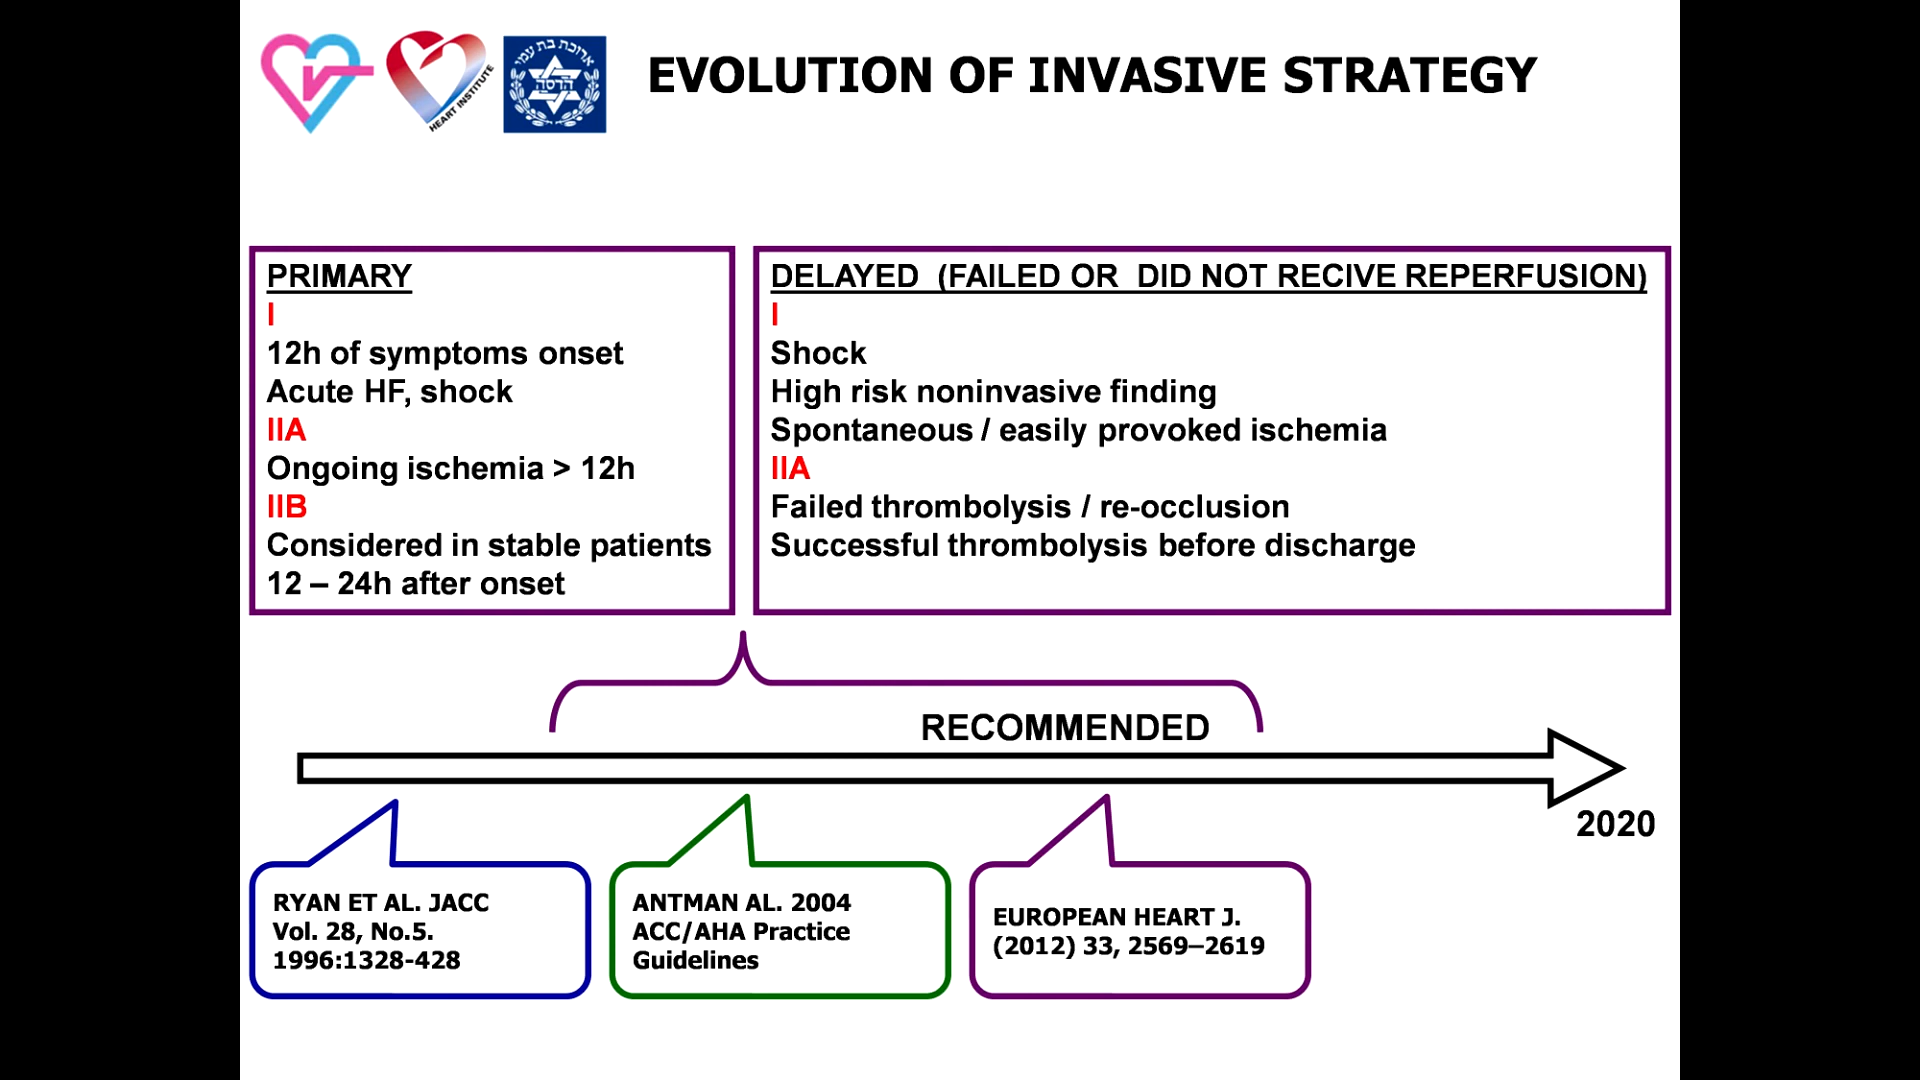 HEART INSTITUTE
ארוכת בת עמי
הדסה
EVOLUTION OF INVASIVE STRATEGY
PRIMARY
I
12h of symptoms onset
Acute HF, shock
IIA
Ongoing ischemia > 12h
IIB
Considered in stable patients
12 – 24h after onset
DELAYED (FAILED OR DID NOT RECIVE REPERFUSION)
I
Shock
High risk noninvasive finding
Spontaneous / easily provoked ischemia
IIA
Failed thrombolysis / re-occlusion
Successful thrombolysis before discharge
RECOMMENDED
2020
RYAN ET AL. JACC
Vol. 28, No.5.
1996:1328-428
ANTMAN AL. 2004
ACC/AHA Practice
Guidelines
EUROPEAN HEART J.
(2012) 33, 2569–2619